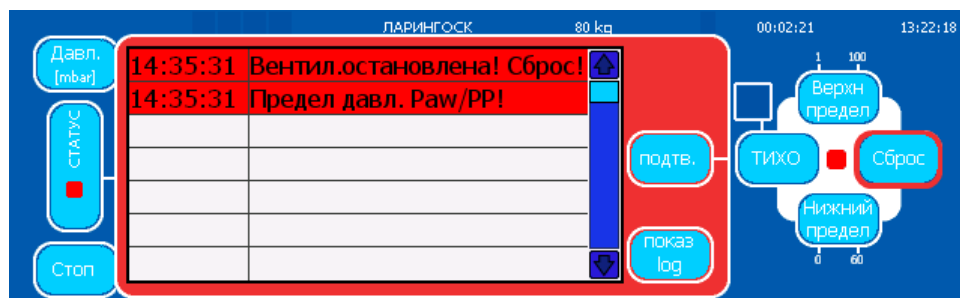 ЛАРИНГОСК 80 kg 00:02:21 13:22:18
Давл.
[mbar]
СТАТУС
Стоп
14:35:31 Вентил.остановлена! Сброс!
14:35:31 Предел давл. Paw/PP!
подтв.
показ
log
1 100
Верхн
предел
ТИХО
Сброс
Нижний
предел
0 60